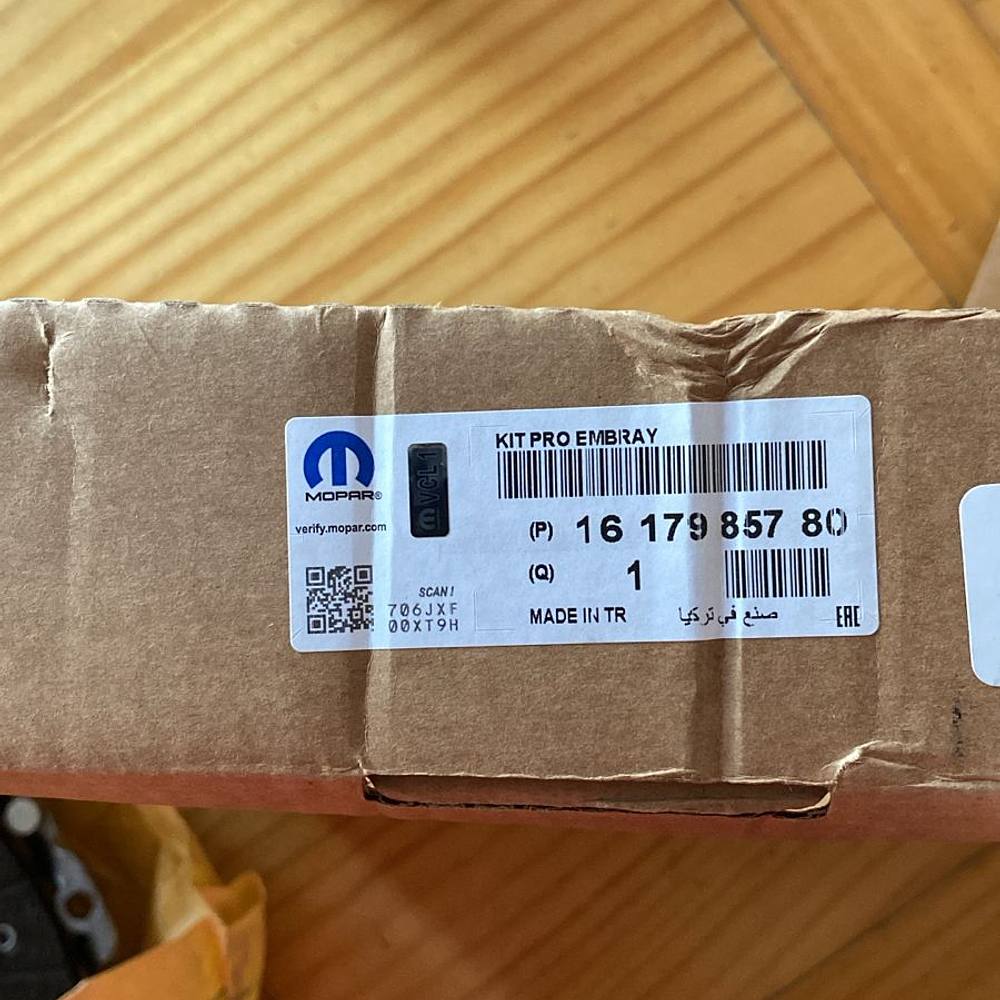 MOPAR®
verify.mopar.com
SCAN!
706JXF
00XT9H
m VCL1
KIT PRO EMBRAY
(P) 16 179 857 80
(Q) 1
MADE IN TR صنع في تركيا EAC